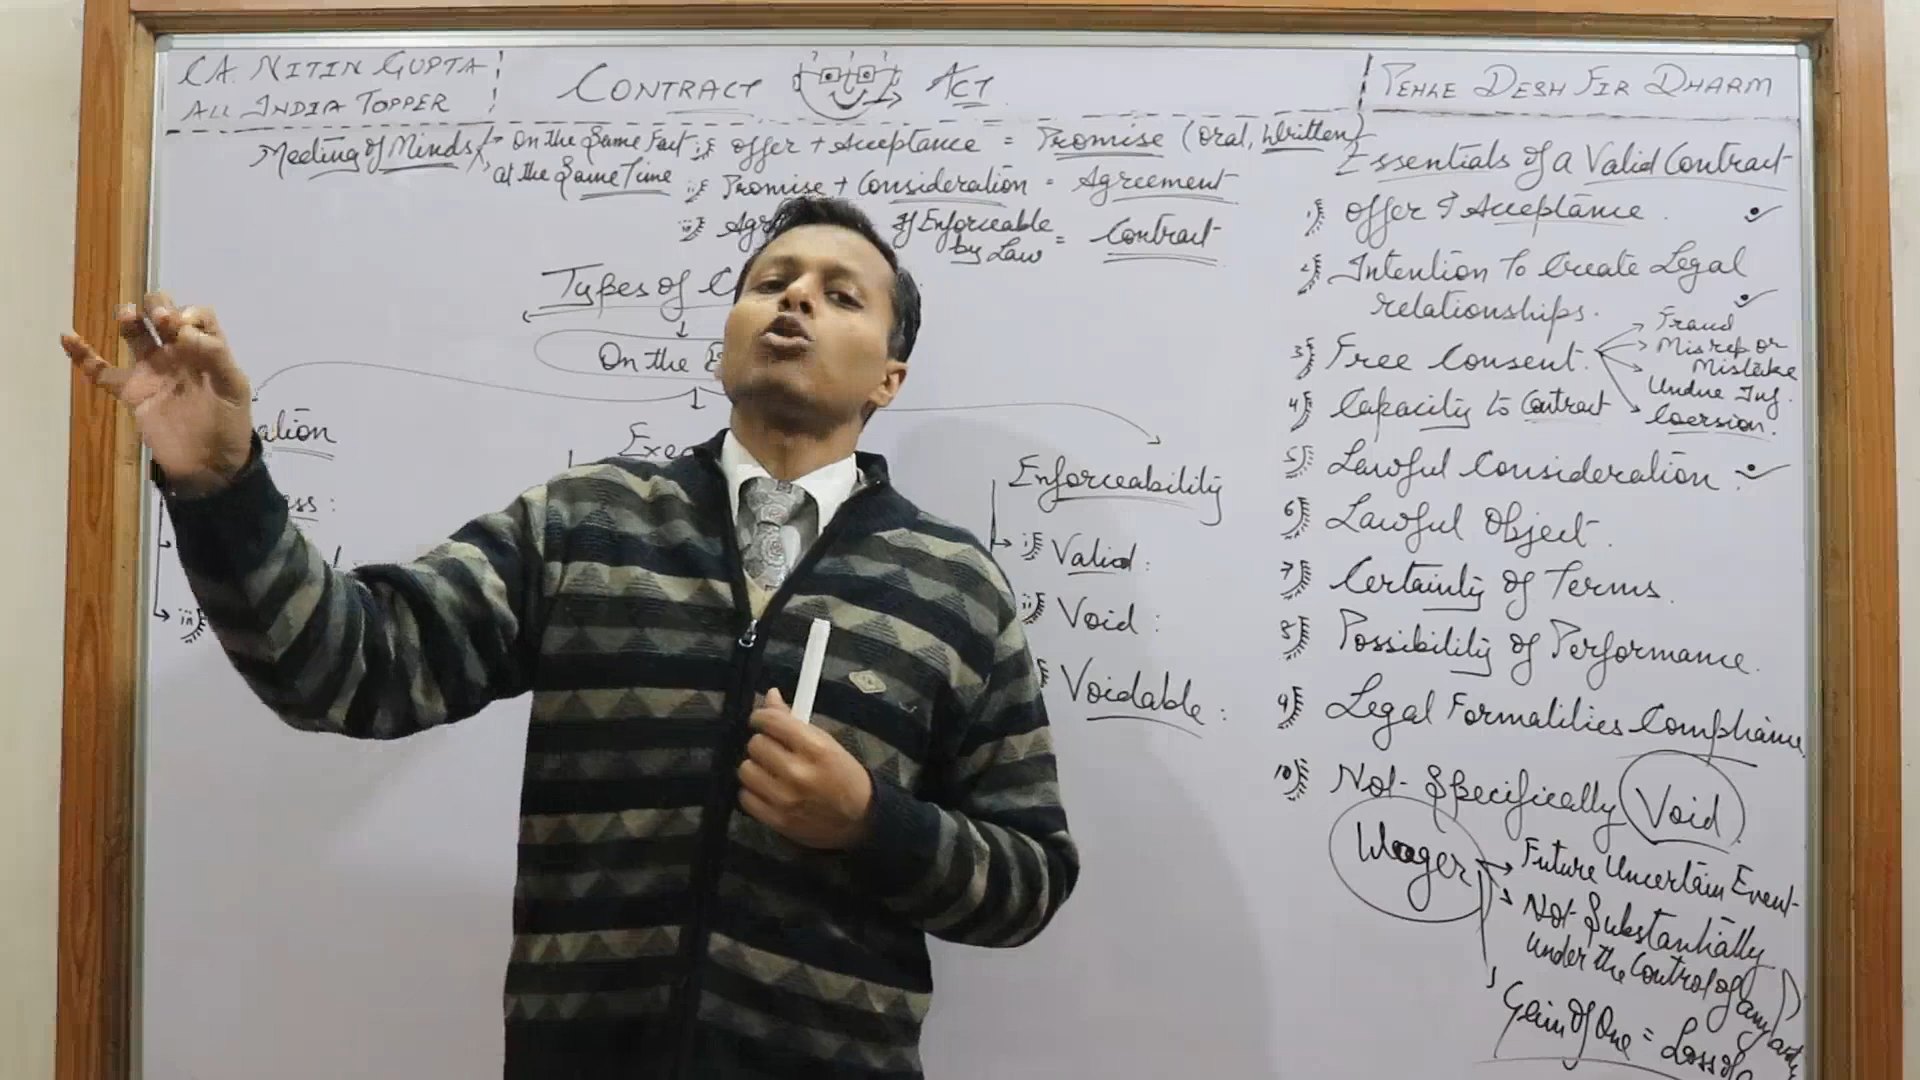 CA. NITIN GUPTA
ALL INDIA TOPPER
CONTRACT ACT
PEHLE DESH FIR DHARM
Meeting of Minds → On the Same Fact
at the Same Time
i) Offer + Acceptance = Promise (Oral, Written)
ii) Promise + Consideration = Agreement
iii) Agr If Enforceable by Law = Contract
Types of C
On the
ation
ess:
iii)
Exec
Enforceability
i) Valid:
ii) Void:
Voidable:
Essentials of a Valid Contract
1) Offer & Acceptance.
2) Intention To Create Legal
relationships.
3) Free Consent.
Fraud
Misrep or
Mistake
Undue Inf.
Coersion.
4) Capacity to Contract
5) Lawful Consideration.
6) Lawful Object.
7) Certainty of Terms.
8) Possibility of Performance.
9) Legal Formalities Compliance
10) Not Specifically Void
Wager → Future Uncertain Event
→ Not Substantially
under the Control of any
Gain of One = Loss of